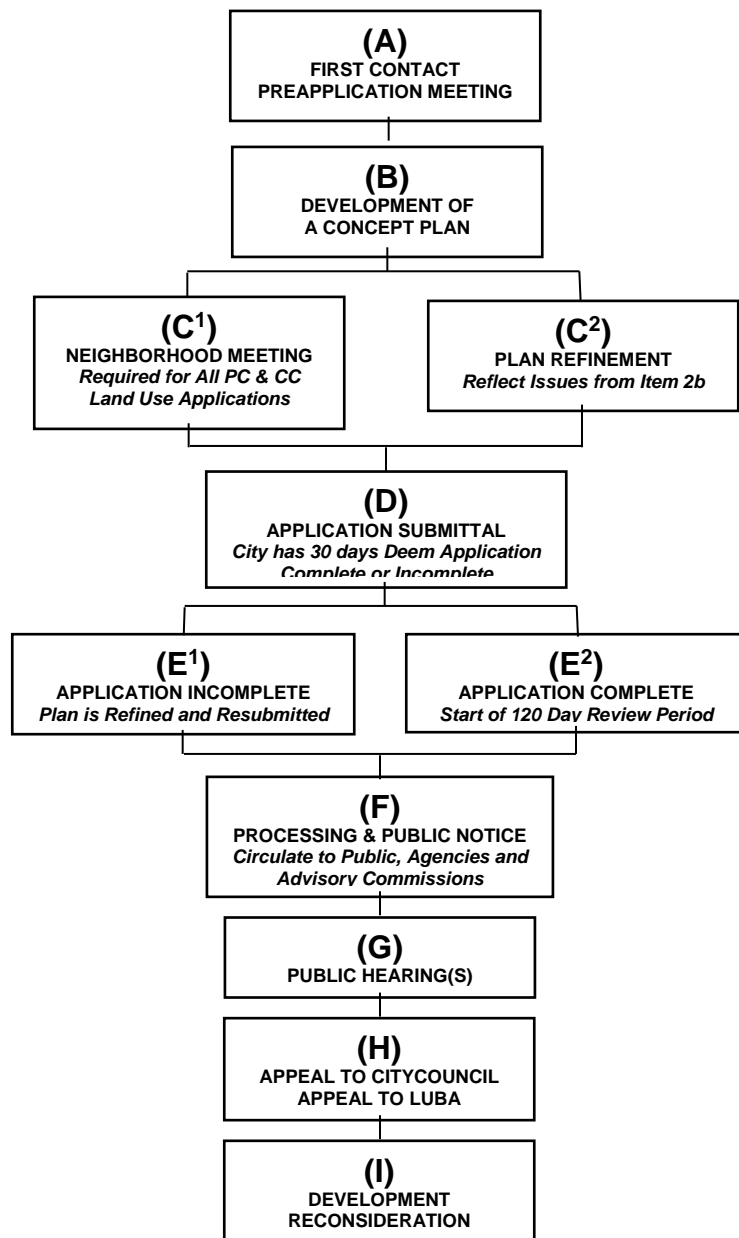 (A)
FIRST CONTACT
PREAPPLICATION MEETING
(B)
DEVELOPMENT OF
A CONCEPT PLAN
(C¹)
NEIGHBORHOOD MEETING
Required for All PC & CC
Land Use Applications
(C²)
PLAN REFINEMENT
Reflect Issues from Item 2b
(D)
APPLICATION SUBMITTAL
City has 30 days Deem Application
Complete or Incomplete
(E¹)
APPLICATION INCOMPLETE
Plan is Refined and Resubmitted
(E²)
APPLICATION COMPLETE
Start of 120 Day Review Period
(F)
PROCESSING & PUBLIC NOTICE
Circulate to Public, Agencies and
Advisory Commissions
(G)
PUBLIC HEARING(S)
(H)
APPEAL TO CITYCOUNCIL
APPEAL TO LUBA
(I)
DEVELOPMENT
RECONSIDERATION